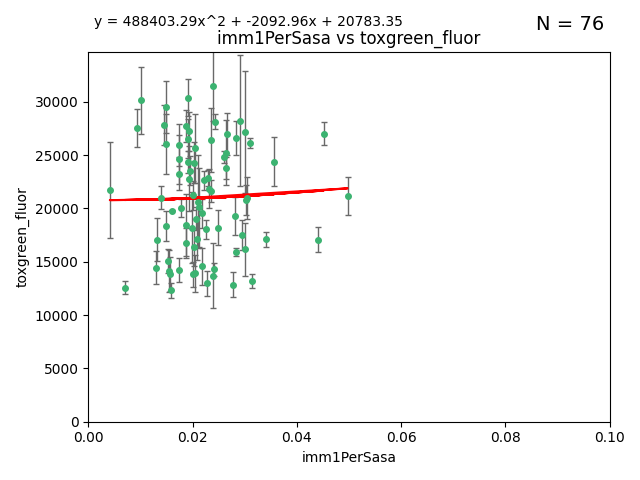 y = 488403.29x^2 + -2092.96x + 20783.35
N = 76
imm1PerSasa vs toxgreen_fluor
30000
25000
20000
15000
10000
5000
0
toxgreen_fluor
0.00 0.02 0.04 0.06 0.08 0.10
imm1PerSasa